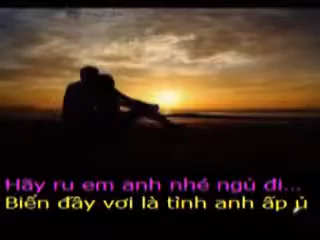 Hãy ru em anh nhé ngủ đi...
Biển đầy vơi là tình anh ấp ủ